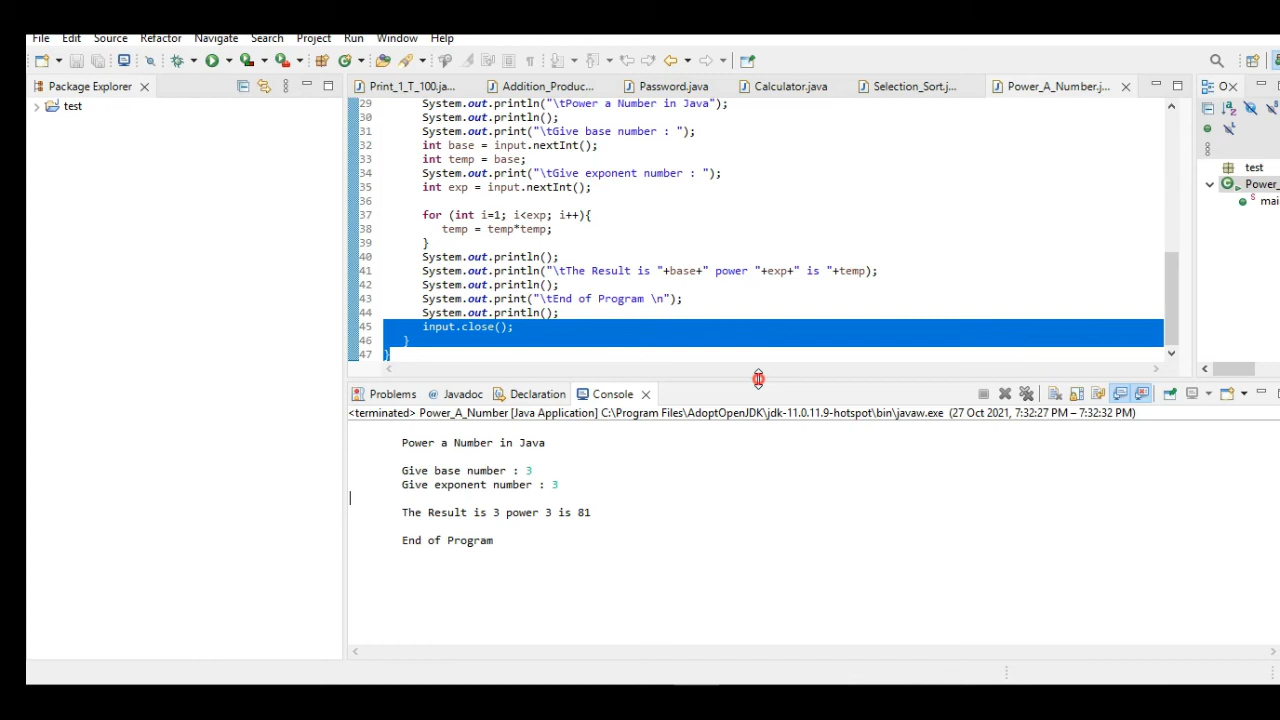 File Edit Source Refactor Navigate Search Project Run Window Help
Package Explorer
test
Print_1_T_100.ja... Addition_Produc... Password.java Calculator.java Selection_Sort.j... Power_A_Number.j...
29 System.out.println("\tPower a Number in Java");
30 System.out.println();
31 System.out.print("\tGive base number : ");
32 int base = input.nextInt();
33 int temp = base;
34 System.out.print("\tGive exponent number : ");
35 int exp = input.nextInt();
36
37 for (int i=1; i<exp; i++){
38 temp = temp*temp;
39 }
40 System.out.println();
41 System.out.println("\tThe Result is "+base+" power "+exp+" is "+temp);
42 System.out.println();
43 System.out.print("\tEnd of Program \n");
44 System.out.println();
45 input.close();
46 }
47 }
test
Power_
mai
Problems @ Javadoc Declaration Console
<terminated> Power_A_Number [Java Application] C:\Program Files\AdoptOpenJDK\jdk-11.0.11.9-hotspot\bin\javaw.exe (27 Oct 2021, 7:32:27 PM – 7:32:32 PM)
Power a Number in Java
Give base number : 3
Give exponent number : 3
The Result is 3 power 3 is 81
End of Program